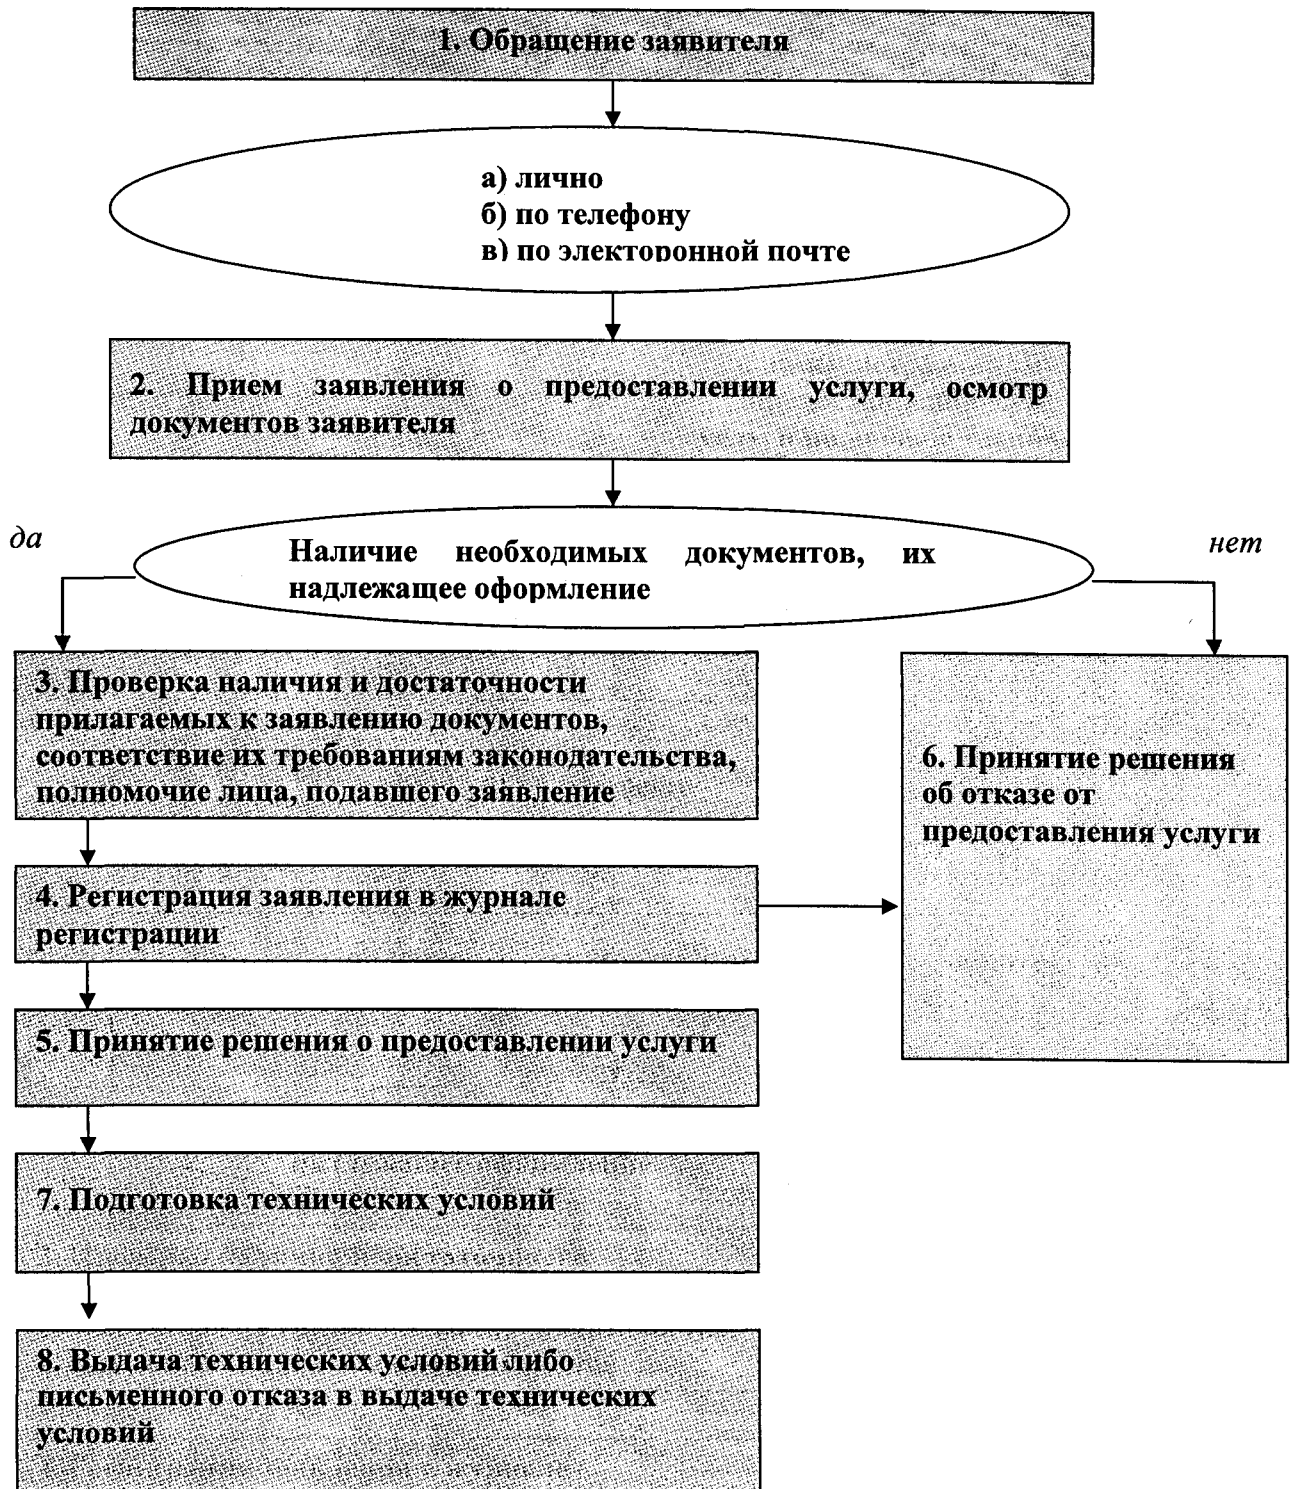 1. Обращение заявителя
а) лично
б) по телефону
в) по электоронной почте
2. Прием заявления о предоставлении услуги, осмотр
документов заявителя
да
нет
Наличие необходимых документов, их
надлежащее оформление
3. Проверка наличия и достаточности
прилагаемых к заявлению документов,
соответствие их требованиям законодательства,
полномочие лица, подавшего заявление
6. Принятие решения
об отказе от
предоставления услуги
4. Регистрация заявления в журнале
регистрации
5. Принятие решения о предоставлении услуги
7. Подготовка технических условий
8. Выдача технических условий либо
письменного отказа в выдаче технических
условий